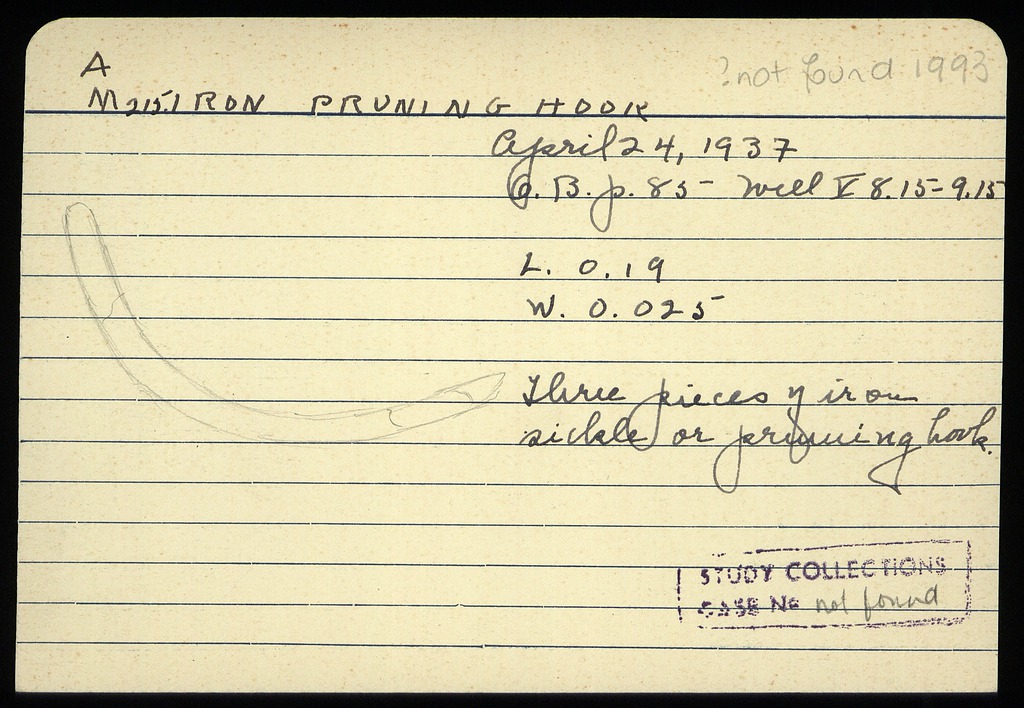 A
?not found 1993
M 215. IRON PRUNING HOOK
April 24, 1937
B. p. 85 - Well V 8.15-9.15
L. 0.19
W. 0.025
Three pieces of iron
sickle or pruning hook.
STUDY COLLECTIONS
CASE No not found